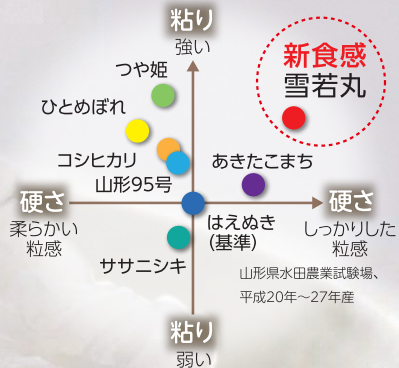 粘り
強い
新食感
雪若丸
つや姫
ひとめぼれ
コシヒカリ
山形95号
あきたこまち
硬さ
柔らかい
粒感
硬さ
しっかりした
粒感
はえぬき
(基準)
ササニシキ
山形県水田農業試験場、
平成20年～27年産
粘り
弱い